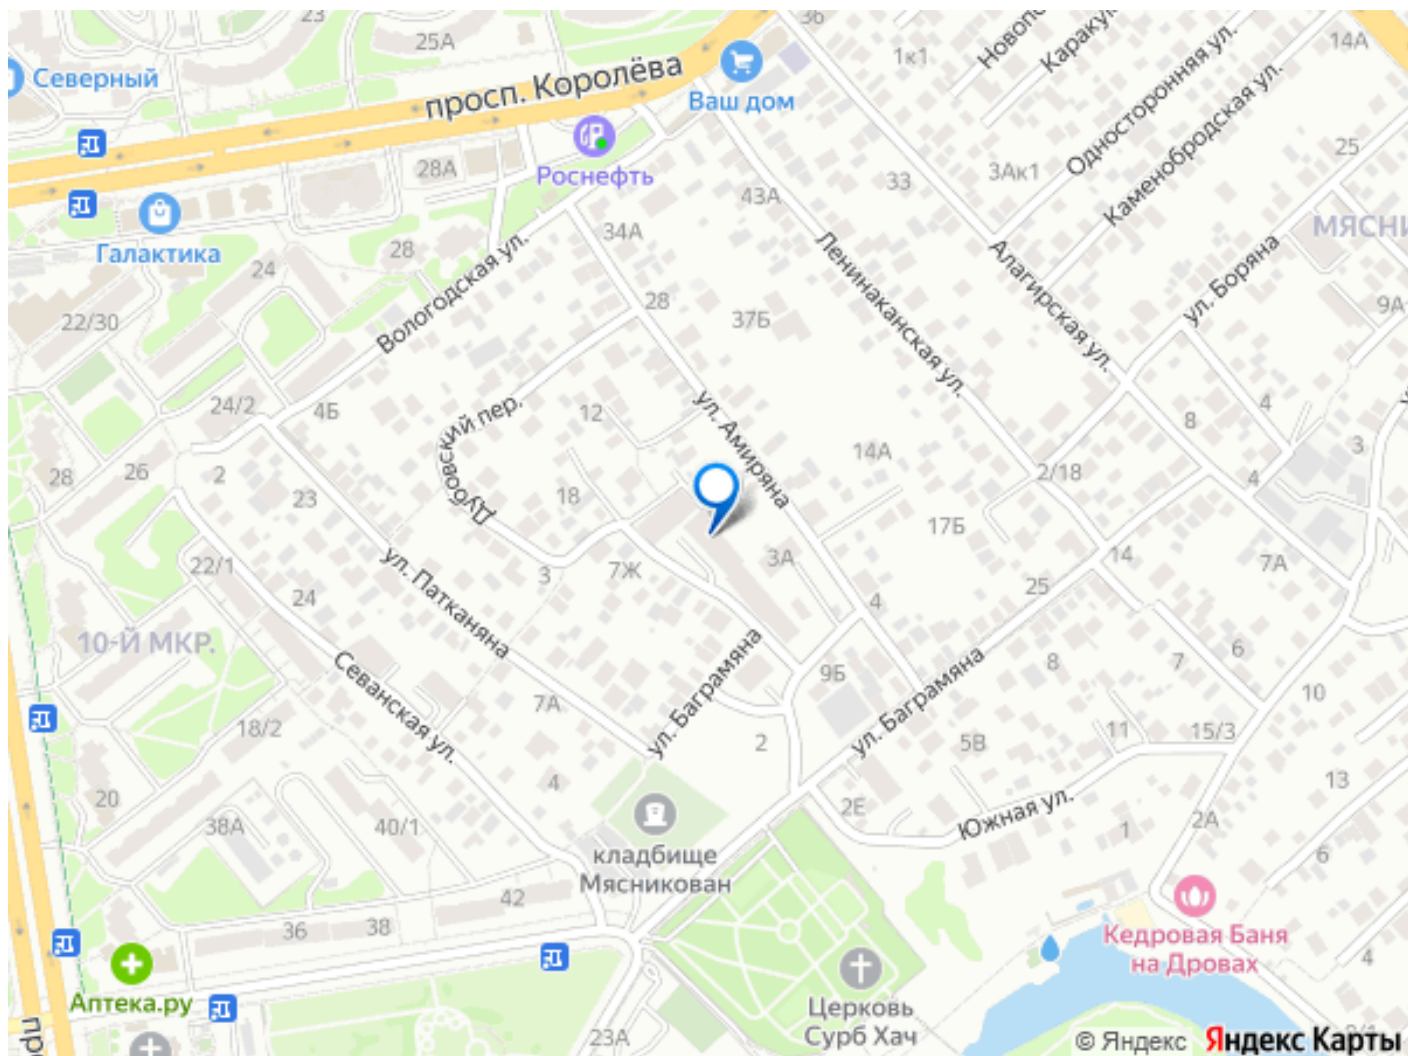 25А
36
1к1
14А
Северный
просп. Королёва
Ваш дом
Односторонняя ул.
Каменобродская ул.
28А
Роснефть
3Ак1
25
33
43А
Галактика
28
34А
24
Вологодская ул.
Ленинаканская ул.
Алагирская ул.
ул. Боряна
22/30
28
37Б
9А
24/2
4Б
Дубовский пер.
12
ул. Амиряна
8
4
3
28
26
2
23
18
14А
2/18
4
17Б
22/1
24
ул. Патканяна
3
7Ж
3А
4
25
14
7А
10-Й МКР.
Севанская ул.
ул. Баграмяна
9Б
ул. Баграмяна
8
7
6
10
18/2
7А
4
2
5В
11
15/3
13
20
38А
40/1
2Е
Южная ул.
1
2А
6
кладбище
Мясникован
42
36
38
Кедровая Баня
на Дровах
4
Аптека.ру
Церковь
Сурб Хач
23А
© Яндекс
Яндекс Карты